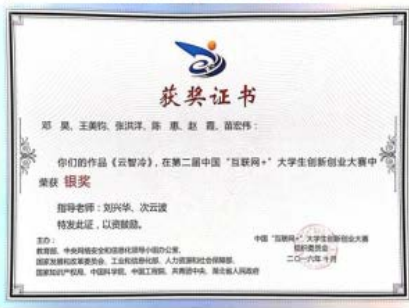 获奖证书
邓 昊、王美钧、张洪洋、陈 惠、赵 霞、苗宏伟：
你们的作品《云智冷》，在第二届中国“互联网+”大学生创新创业大赛中
荣获 银奖
指导老师：刘兴华、次云波
特发此证，以资鼓励。
主办：
教育部、中央网络安全和信息化领导小组办公室、
国家发展和改革委员会、工业和信息化部、人力资源和社会保障部、
国家知识产权局、中国科学院、中国工程院、共青团中央、湖北省人民政府
中国“互联网+”大学生创新创业大赛
组织委员会
二〇一六年十月